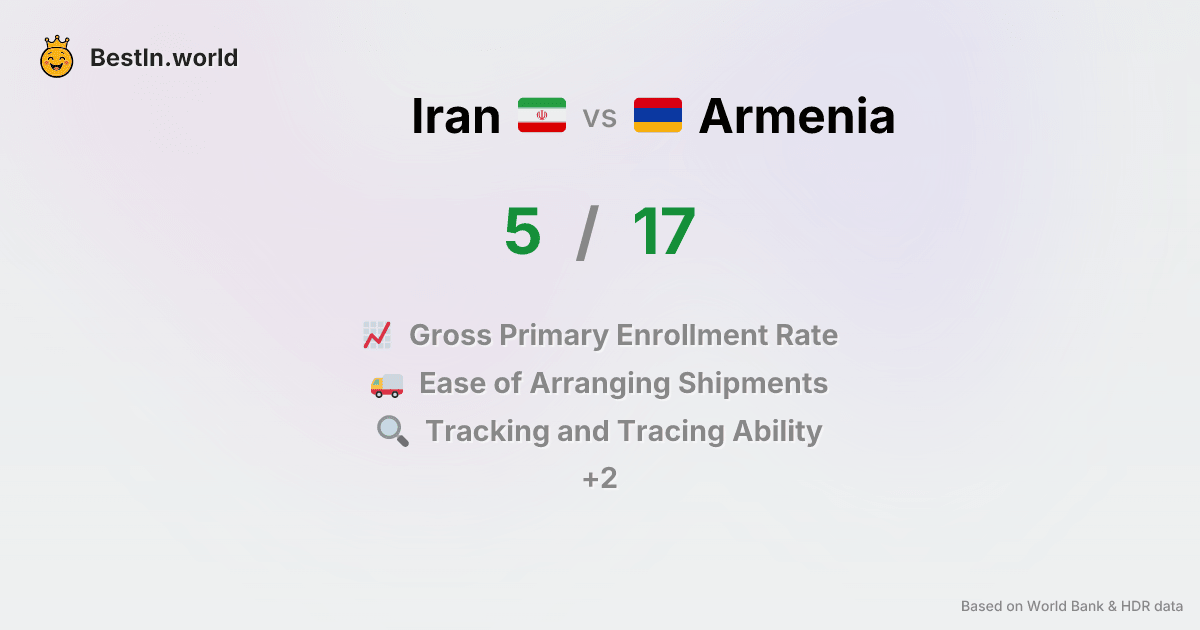 BestIn.world
Iran vs Armenia
5 / 17
Gross Primary Enrollment Rate
Ease of Arranging Shipments
Tracking and Tracing Ability
+2
Based on World Bank & HDR data